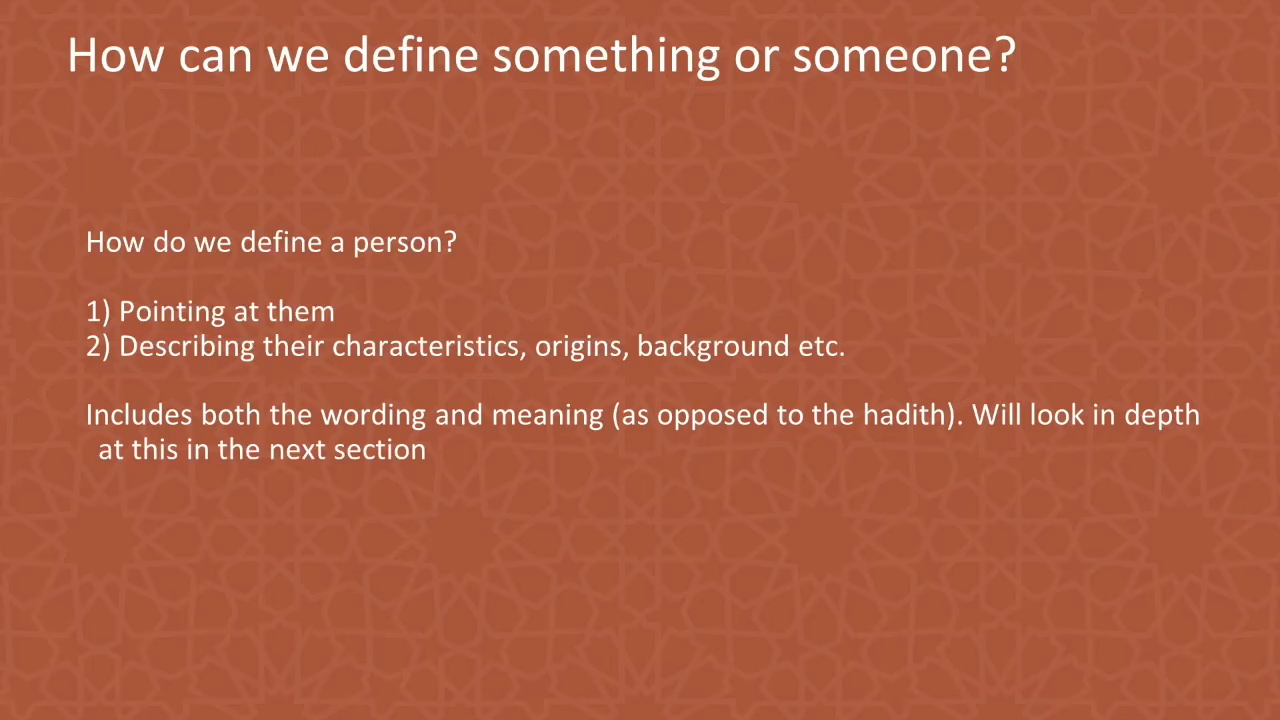 How can we define something or someone?
How do we define a person?
1) Pointing at them
2) Describing their characteristics, origins, background etc.
Includes both the wording and meaning (as opposed to the hadith). Will look in depth
at this in the next section